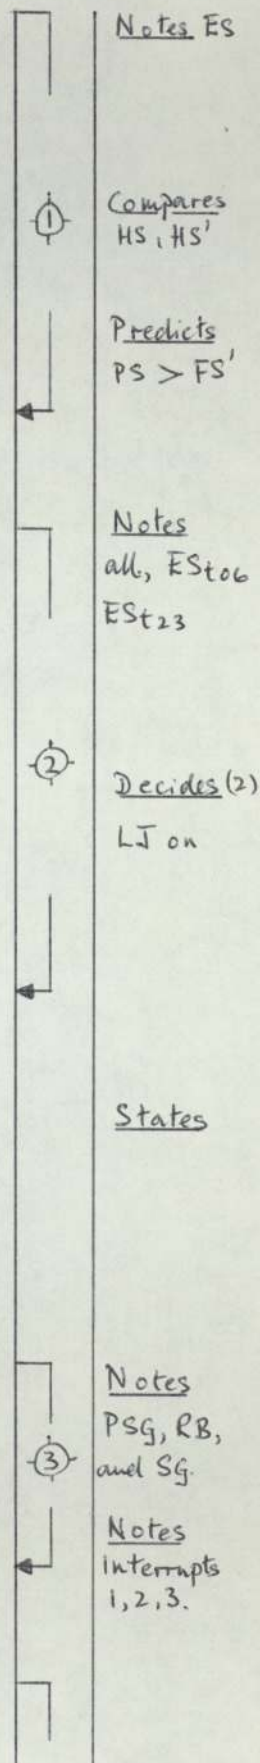 Notes ES
①
Compares
HS, HS'
Predicts
PS > FS'
Notes
all, ESt06
ESt23
②
Decides (2)
LJ on
States
Notes
PSG, RB,
③
and SG.
Notes
interrupts
1, 2, 3.